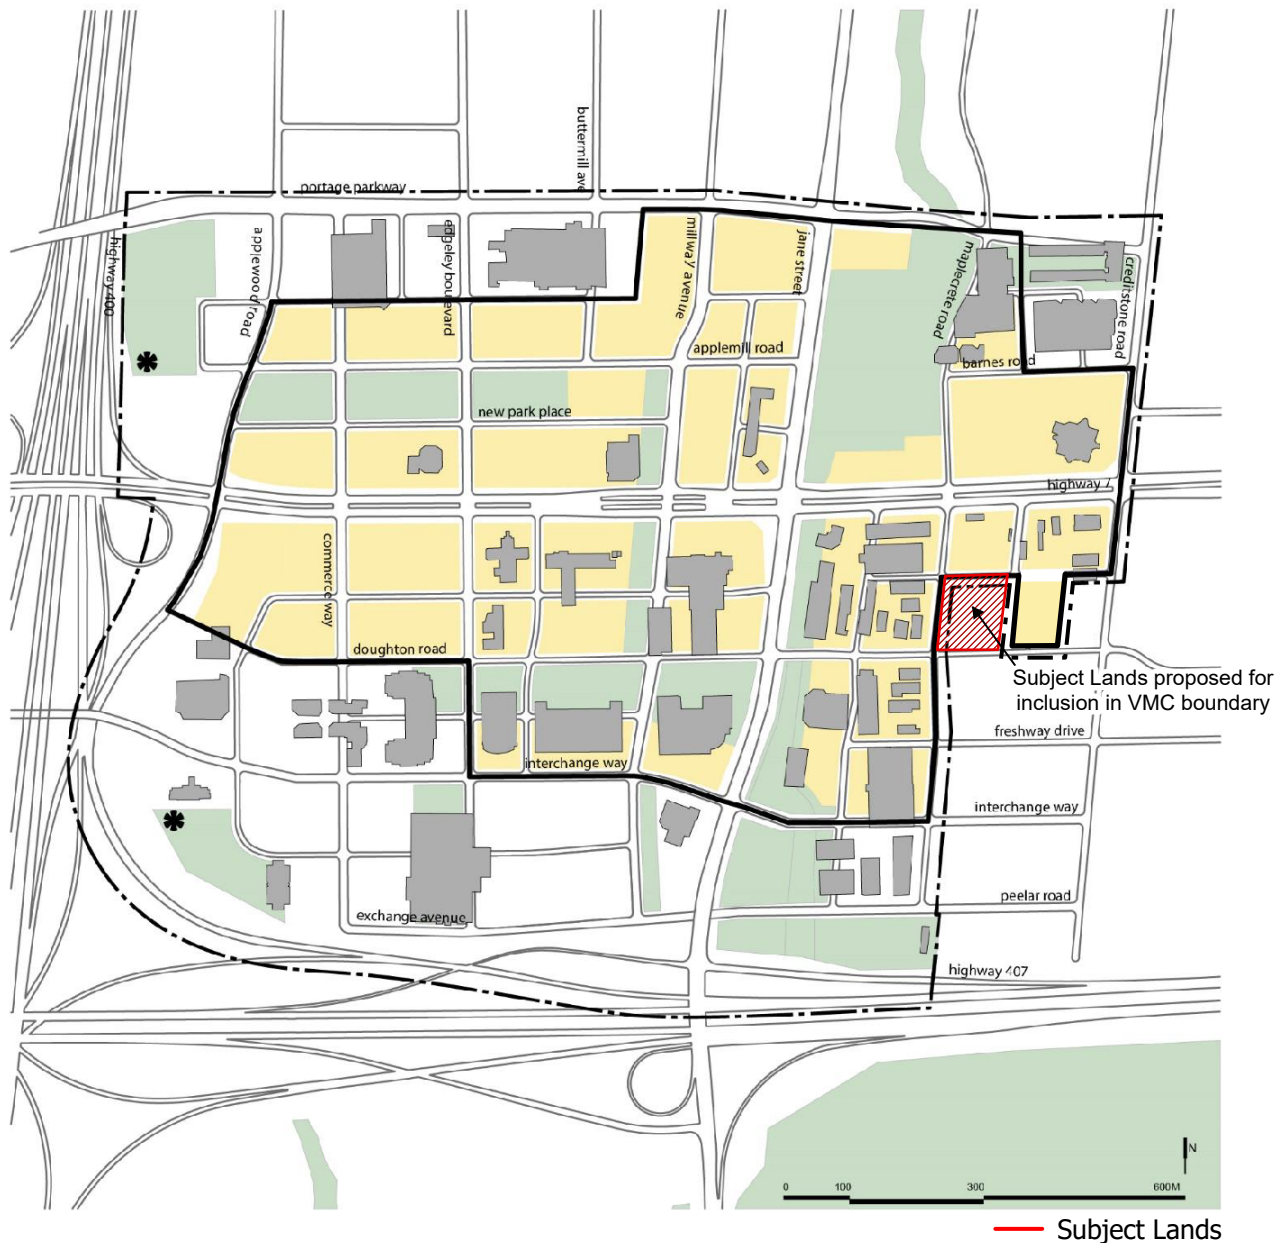 buttermill ave
portage parkway
highway 400
applewood road
edgeley boulevard
millway avenue
jane street
maplecrete road
creditstone road
applemill road
barnes road
new park place
highway 7
commerce way
doughton road
Subject Lands proposed for
inclusion in VMC boundary
freshway drive
interchange way
interchange way
peelar road
exchange avenue
highway 407
N
0 100 300 600M
Subject Lands